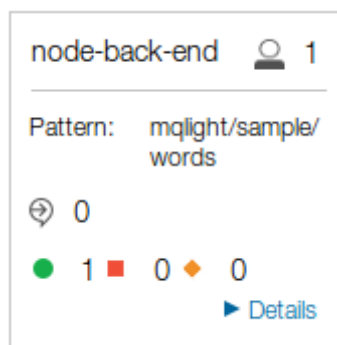 node-back-end 1
Pattern: mqlight/sample/
words
0
1 0 0
Details